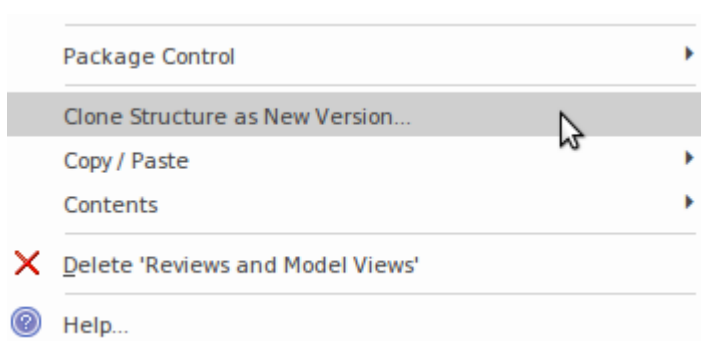 Package Control
Clone Structure as New Version...
Copy / Paste
Contents
Delete 'Reviews and Model Views'
Help...